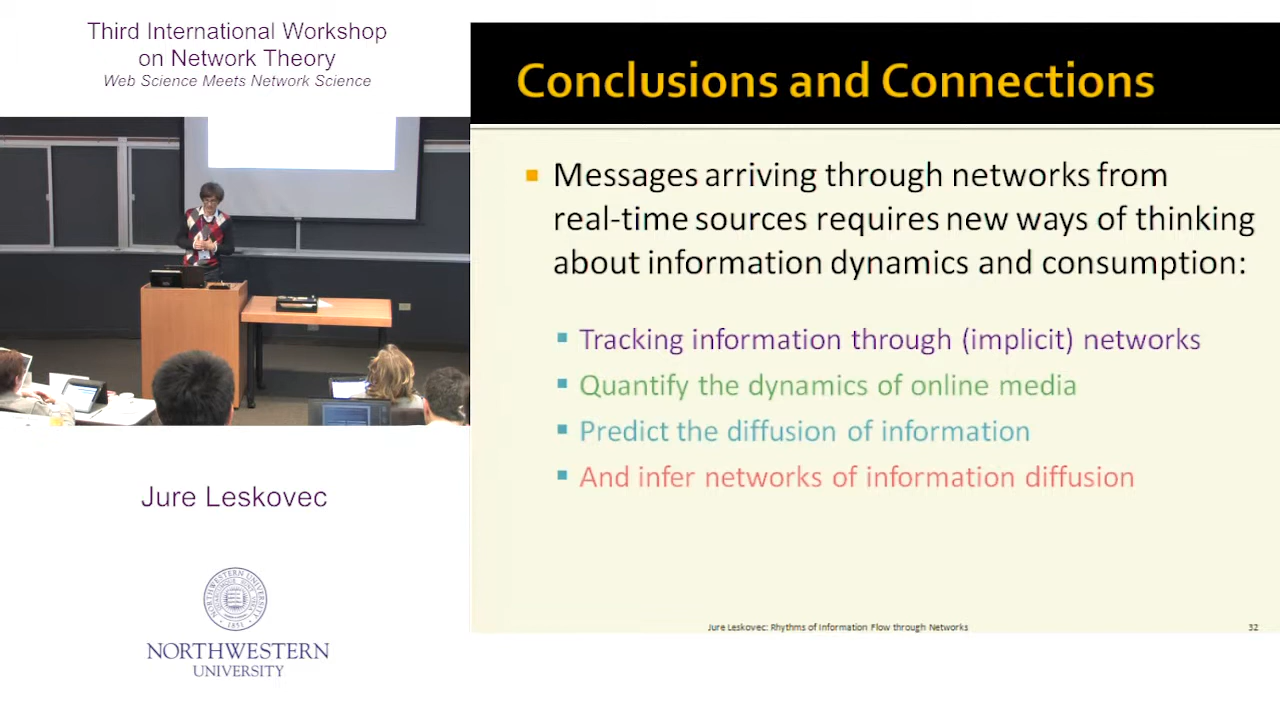 Third International Workshop
on Network Theory
Web Science Meets Network Science
Conclusions and Connections
Messages arriving through networks from
real-time sources requires new ways of thinking
about information dynamics and consumption:
Tracking information through (implicit) networks
Quantify the dynamics of online media
Predict the diffusion of information
And infer networks of information diffusion
Jure Leskovec
NORTHWESTERN UNIVERSITY
1851
NORTHWESTERN
UNIVERSITY
Jure Leskovec: Rhythms of Information Flow through Networks
32